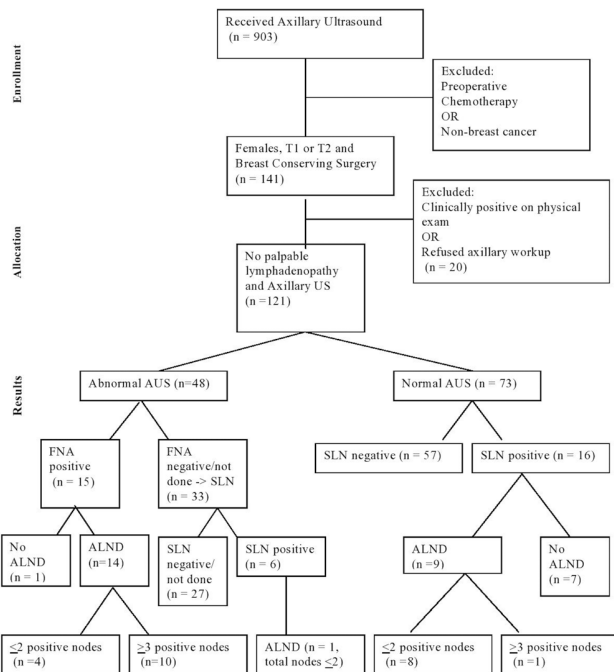 Received Axillary Ultrasound
(n = 903)
Enrollment
Excluded:
Preoperative
Chemotherapy
OR
Non-breast cancer
Females, T1 or T2 and
Breast Conserving Surgery
(n = 141)
Excluded:
Clinically positive on physical
exam
OR
Refused axillary workup
(n = 20)
Allocation
No palpable
lymphadenopathy
and Axillary US
(n =121)
Results
Abnormal AUS (n=48)
Normal AUS (n = 73)
FNA
positive
(n = 15)
FNA
negative/not
done -> SLN
(n = 33)
SLN negative (n = 57)
SLN positive (n = 16)
No
ALND
(n = 1)
ALND
(n=14)
SLN
negative/
not done
(n = 27)
SLN positive
(n = 6)
ALND
(n =9)
No
ALND
(n =7)
≤2 positive nodes
(n =4)
≥3 positive nodes
(n=10)
ALND (n = 1,
total nodes ≤2)
≤2 positive nodes
(n =8)
≥3 positive nodes
(n =1)